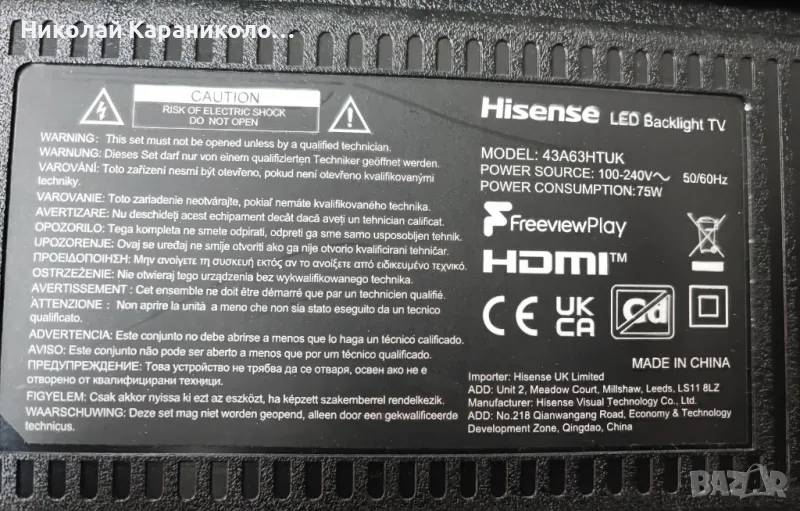 Николай Караниколо...
CAUTION
RISK OF ELECTRIC SHOCK
DO NOT OPEN
WARNING: This set must not be opened unless by a qualified technician.
WARNUNG: Dieses Set darf nur von einem qualifizierten Techniker geöffnet werden.
VAROVÁNÍ: Toto zařízení nesmí být otevřeno, pokud není otevřeno kvalifikovanými
techniky.
VAROVANIE: Toto zariadenie neotvárajte, pokiaľ nemáte kvalifikovaného technika.
AVERTIZARE: Nu deschideți acest echipament decât dacă aveți un tehnician calificat.
OPOZORILO: Tega kompleta ne smete odpirati, odpreti ga sme samo usposobljen tehnik.
UPOZORENJE: Ovaj se uređaj ne smije otvoriti ako ga nije otvorio kvalificirani tehničar.
ΠΡΟΕΙΔΟΠΟΙΗΣΗ: Μην ανοίγετε τη συσκευή εκτός αν το ανοίξετε από ειδικευμένο τεχνικό.
OSTRZEŻENIE: Nie otwieraj tego urządzenia bez wykwalifikowanego technika.
AVERTISSEMENT : Cet ensemble ne doit être démarré que par un technicien qualifié.
ATTENZIONE : Non aprire la unità a meno che non sia stato eseguito da un tecnico
qualificato.
ADVERTENCIA: Este conjunto no debe abrirse a menos que lo haga un técnico calificado.
AVISO: Este conjunto não pode ser aberto a menos que por um técnico qualificado.
ПРЕДУПРЕЖДЕНИЕ: Това устройство не трябва да се отваря, освен ако не е
отворено от квалифицирани техници.
FIGYELEM: Csak akkor nyissa ki ezt az eszközt, ha képzett szakemberrel rendelkezik.
WAARSCHUWING: Deze set mag niet worden geopend, alleen door een gekwalificeerde
technicus.
Hisense LED Backlight TV
MODEL: 43A63HTUK
POWER SOURCE: 100-240V~ 50/60Hz
POWER CONSUMPTION:75W
FreeviewPlay
HDMI™
CE UK
CA Cd
MADE IN CHINA
Importer: Hisense UK Limited
ADD: Unit 2, Meadow Court, Millshaw, Leeds, LS11 8LZ
Manufacturer: Hisense Visual Technology Co., Ltd.
ADD: No.218 Qianwangang Road, Economy & Technology
Development Zone, Qingdao, China
BAZAR